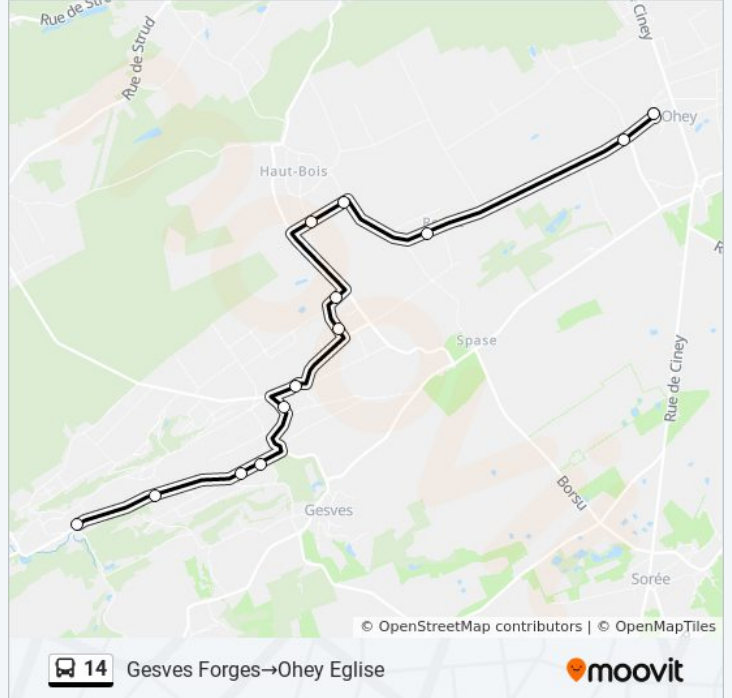 Rue de
Rue de Strud
Ciney
Ohey
Haut-Bois
Spase
Rue de Ciney
Borsu
Gesves
Sorée
© OpenStreetMap contributors | © OpenMapTiles
14 Gesves Forges→Ohey Eglise
moovit